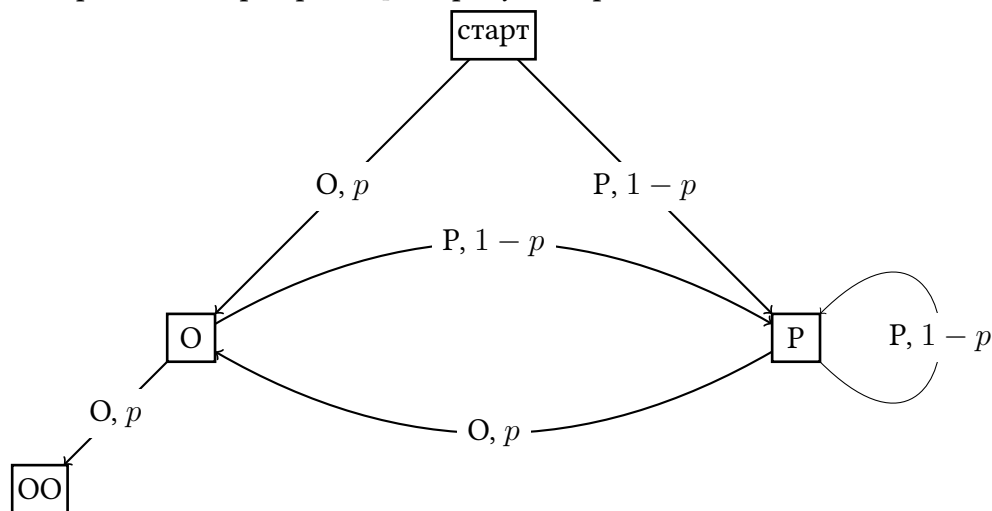 старт
О, p
Р, 1 − p
Р, 1 − p
О
Р
Р, 1 − p
О, p
О, p
ОО